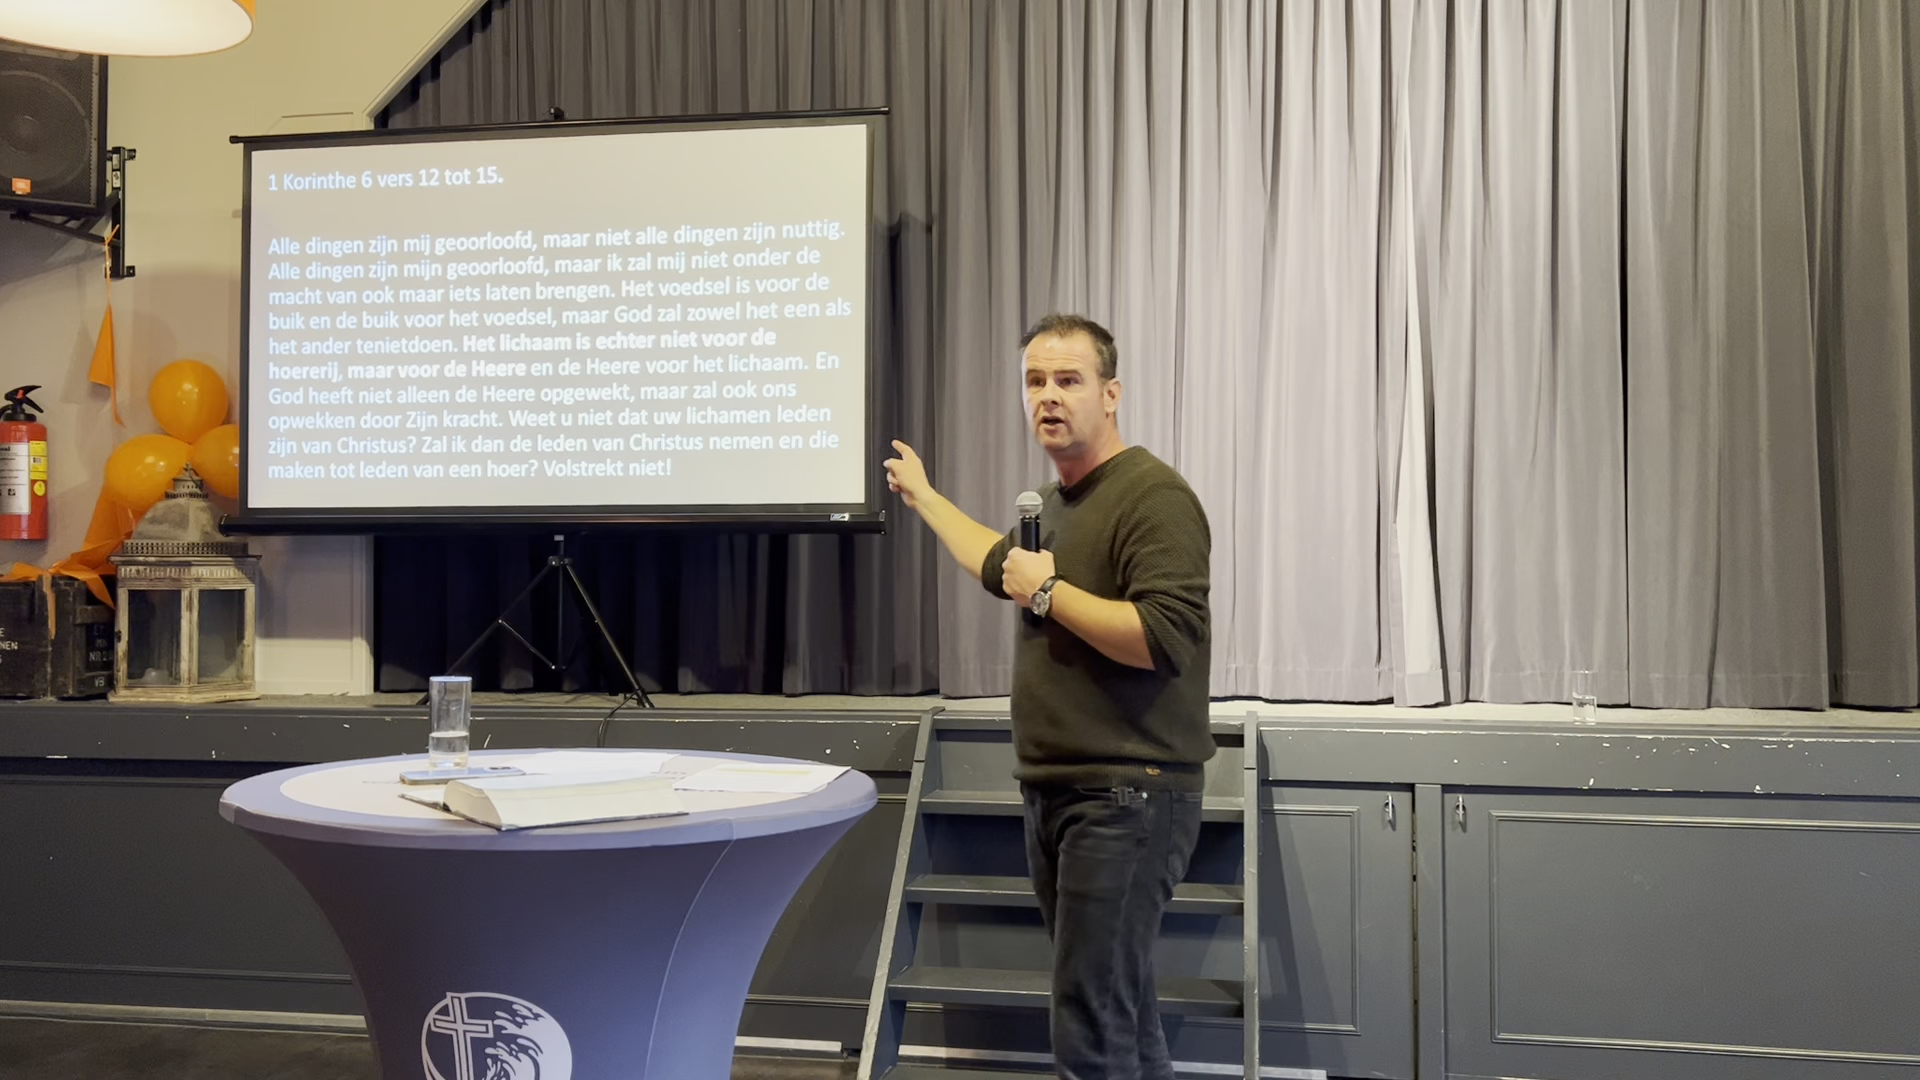 1 Korinthe 6 vers 12 tot 15.
Alle dingen zijn mij geoorloofd, maar niet alle dingen zijn nuttig.
Alle dingen zijn mijn geoorloofd, maar ik zal mij niet onder de
macht van ook maar iets laten brengen. Het voedsel is voor de
buik en de buik voor het voedsel, maar God zal zowel het een als
het ander tenietdoen. Het lichaam is echter niet voor de
hoererij, maar voor de Heere en de Heere voor het lichaam. En
God heeft niet alleen de Heere opgewekt, maar zal ook ons
opwekken door Zijn kracht. Weet u niet dat uw lichamen leden
zijn van Christus? Zal ik dan de leden van Christus nemen en die
maken tot leden van een hoer? Volstrekt niet!